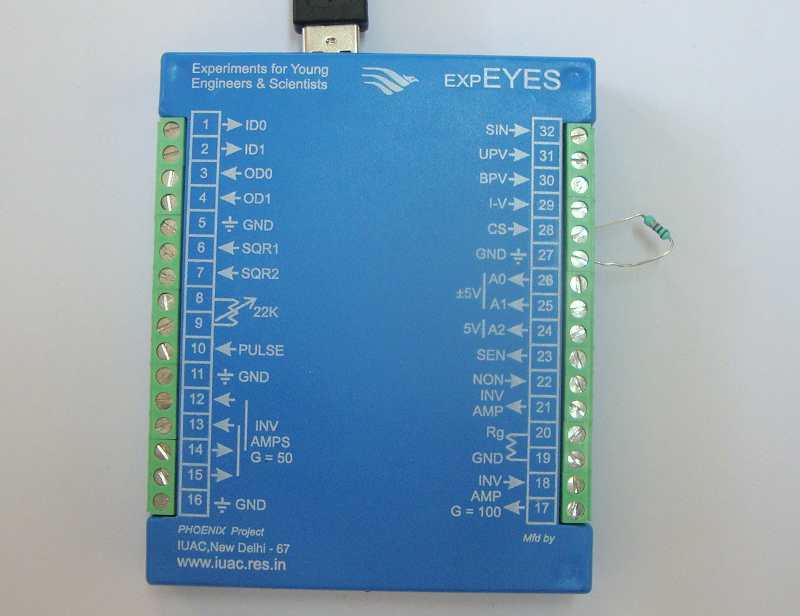 Experiments for Young
Engineers & Scientists
EXPEYES
1 ID0
2 ID1
3 OD0
4 OD1
5 GND
6 SQR1
7 SQR2
8
22K
9
10 PULSE
11 GND
12
13 INV
AMPS
14
G = 50
15
16 GND
SIN 32
UPV 31
BPV 30
I-V 29
CS 28
GND 27
A0 26
±5V
A1 25
5V A2 24
SEN 23
NON 22
INV
AMP 21
Rg 20
GND 19
INV 18
AMP
G = 100 17
PHOENIX Project
IUAC,New Delhi - 67
www.iuac.res.in
Mfd by